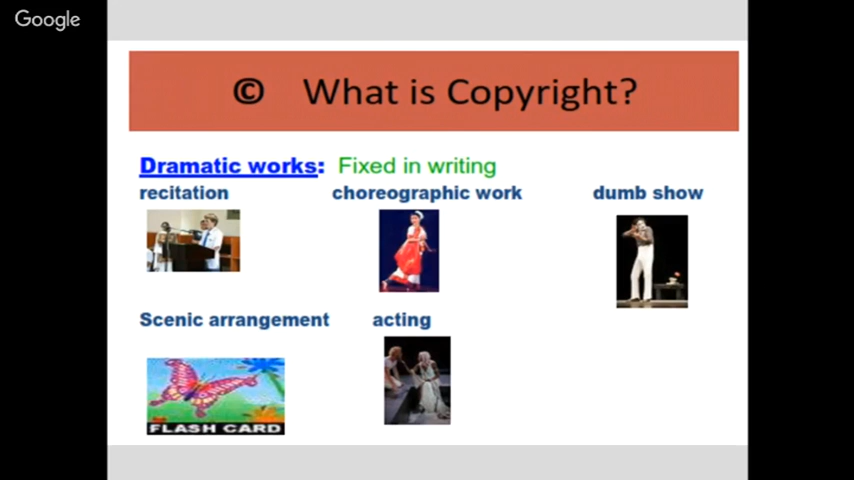 Google
© What is Copyright?
Dramatic works: Fixed in writing
recitation choreographic work dumb show
Scenic arrangement acting
FLASH CARD